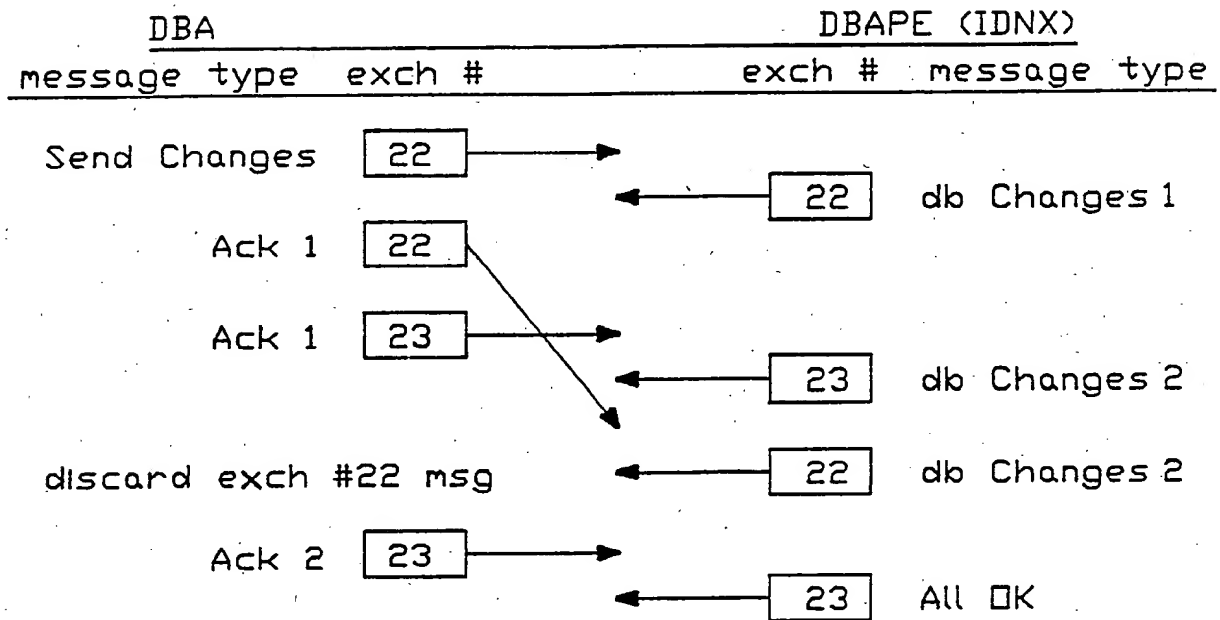 DBA DBAPE (IDNX)
message type exch # exch # message type
Send Changes 22
22 db Changes 1
Ack 1 22
Ack 1 23
23 db Changes 2
22 db Changes 2
discard exch #22 msg
Ack 2 23
23 All OK